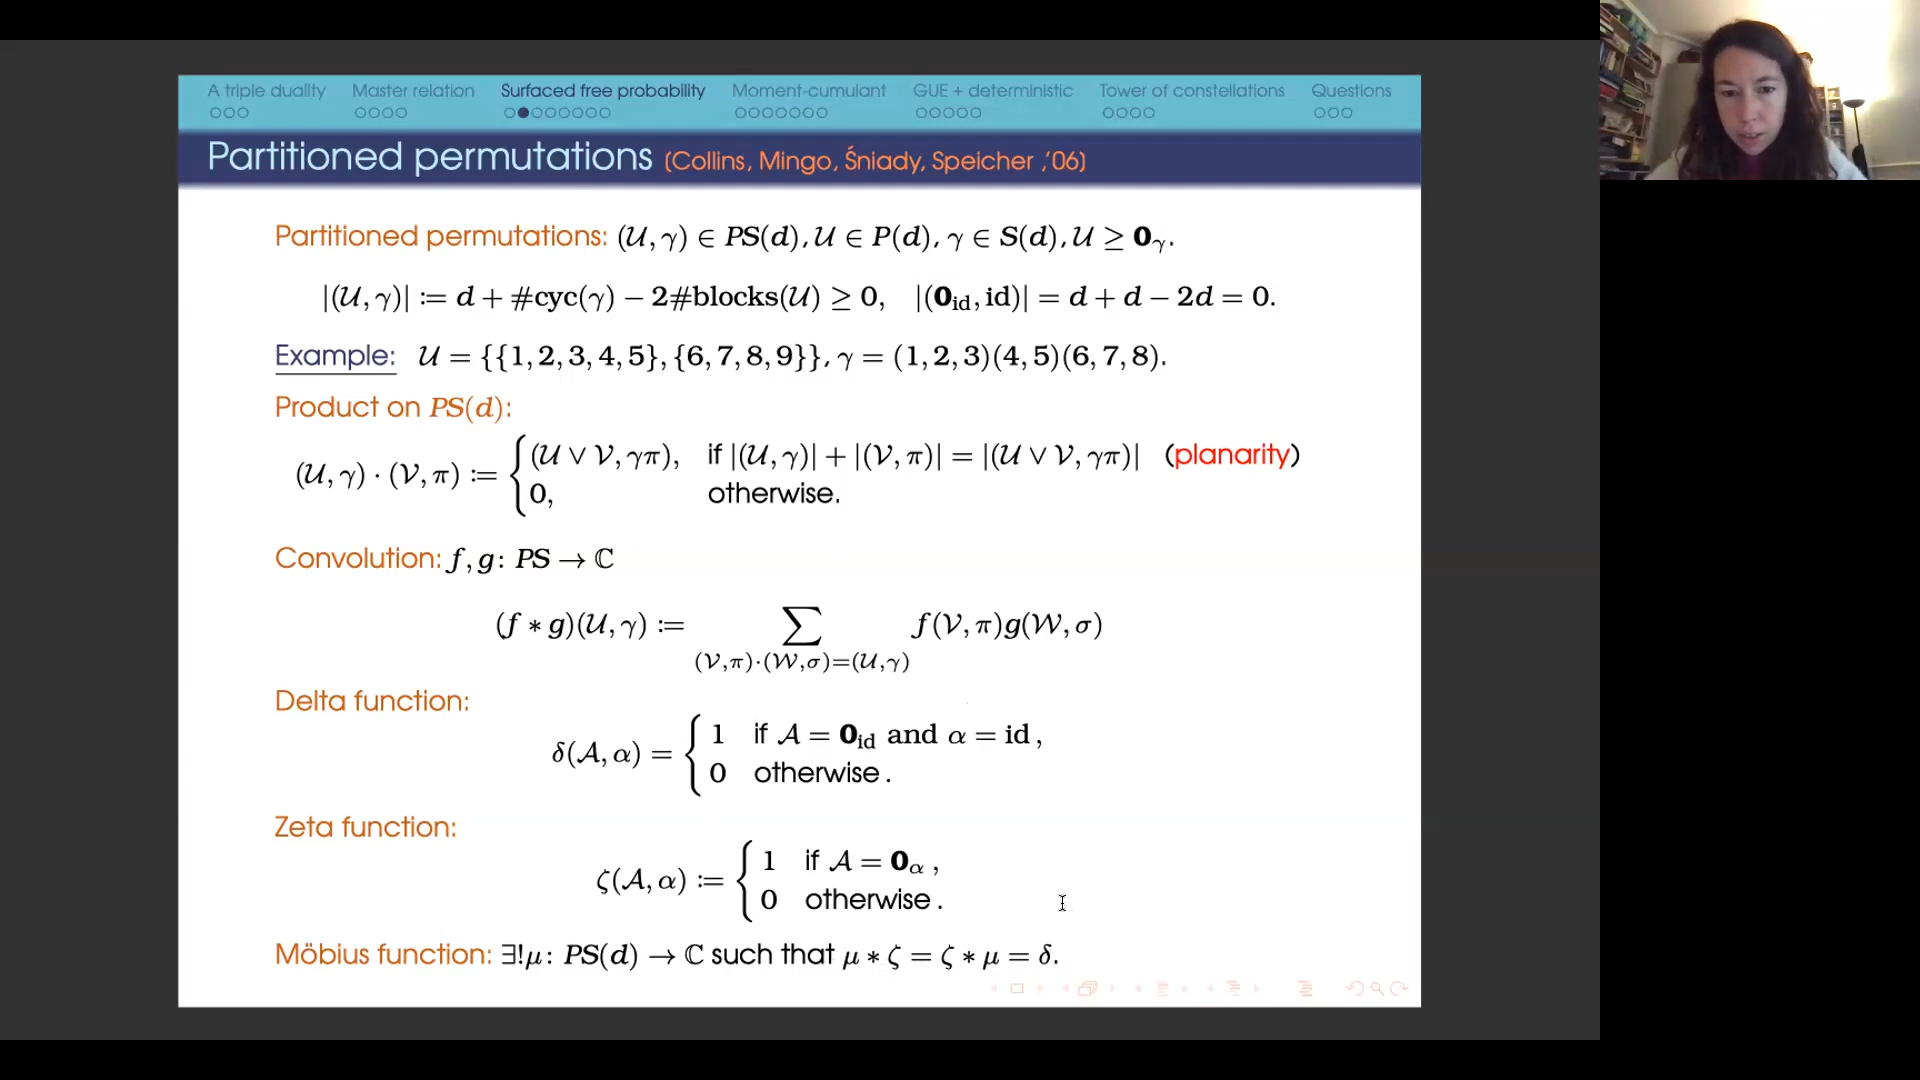 A triple duality Master relation Surfaced free probability Moment-cumulant GUE + deterministic Tower of constellations Questions
Partitioned permutations (Collins, Mingo, Śniady, Speicher ,'06)
Partitioned permutations: (𝒰, γ) ∈ PS(d), 𝒰 ∈ P(d), γ ∈ S(d), 𝒰 ≥ 𝟎_γ.
|(𝒰, γ)| := d + #cyc(γ) − 2#blocks(𝒰) ≥ 0, |(𝟎_id, id)| = d + d − 2d = 0.
Example: 𝒰 = {{1, 2, 3, 4, 5}, {6, 7, 8, 9}}, γ = (1, 2, 3)(4, 5)(6, 7, 8).
Product on PS(d):
(𝒰, γ) · (𝒱, π) := { (𝒰 ∨ 𝒱, γπ), if |(𝒰, γ)| + |(𝒱, π)| = |(𝒰 ∨ 𝒱, γπ)| (planarity)
0, otherwise.
Convolution: f, g: PS → ℂ
(f ∗ g)(𝒰, γ) := ∑ f(𝒱, π)g(𝒲, σ)
(𝒱,π)·(𝒲,σ)=(𝒰,γ)
Delta function:
δ(𝒜, α) = { 1 if 𝒜 = 𝟎_id and α = id ,
0 otherwise .
Zeta function:
ζ(𝒜, α) := { 1 if 𝒜 = 𝟎_α ,
0 otherwise .
Möbius function: ∃!μ: PS(d) → ℂ such that μ ∗ ζ = ζ ∗ μ = δ.